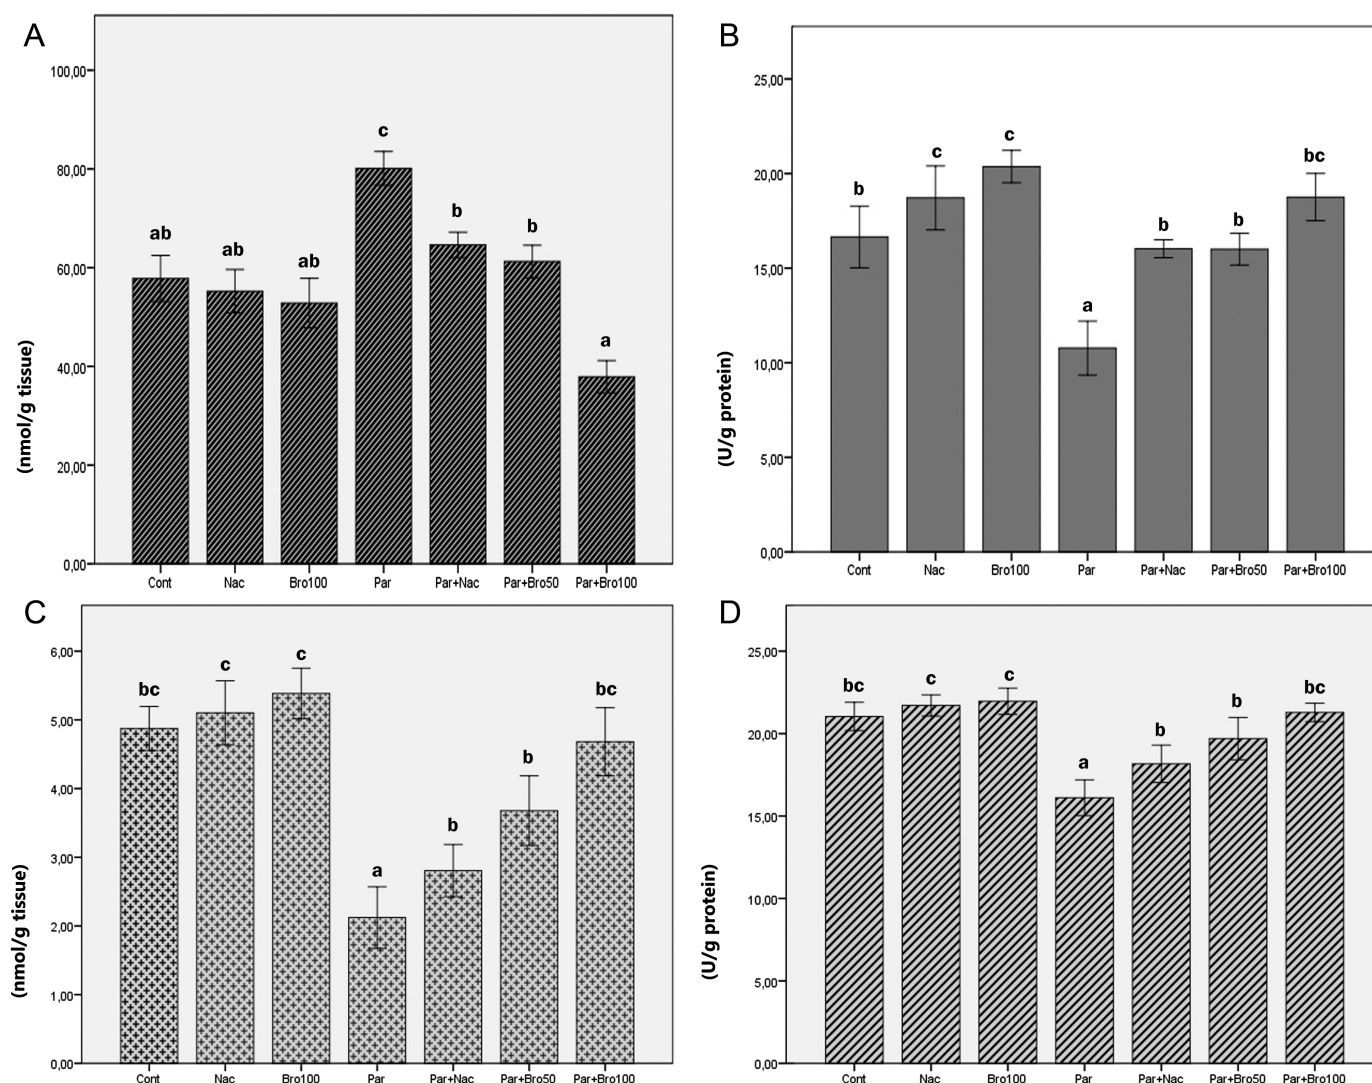 A
(nmol/g tissue)
100,00
80,00
60,00
40,00
20,00
0,00
ab
ab
ab
c
b
b
a
Cont Nac Bro100 Par Par+Nac Par+Bro50 Par+Bro100
B
(U/g protein)
25,00
20,00
15,00
10,00
5,00
0,00
b
c
c
a
b
b
bc
Cont Nac Bro100 Par Par+Nac Par+Bro50 Par+Bro100
C
(nmol/g tissue)
6,00
5,00
4,00
3,00
2,00
1,00
0,00
bc
c
c
a
b
b
bc
Cont Nac Bro100 Par Par+Nac Par+Bro50 Par+Bro100
D
(U/g protein)
25,00
20,00
15,00
10,00
5,00
0,00
bc
c
c
a
b
b
bc
Cont Nac Bro100 Par Par+Nac Par+Bro50 Par+Bro100